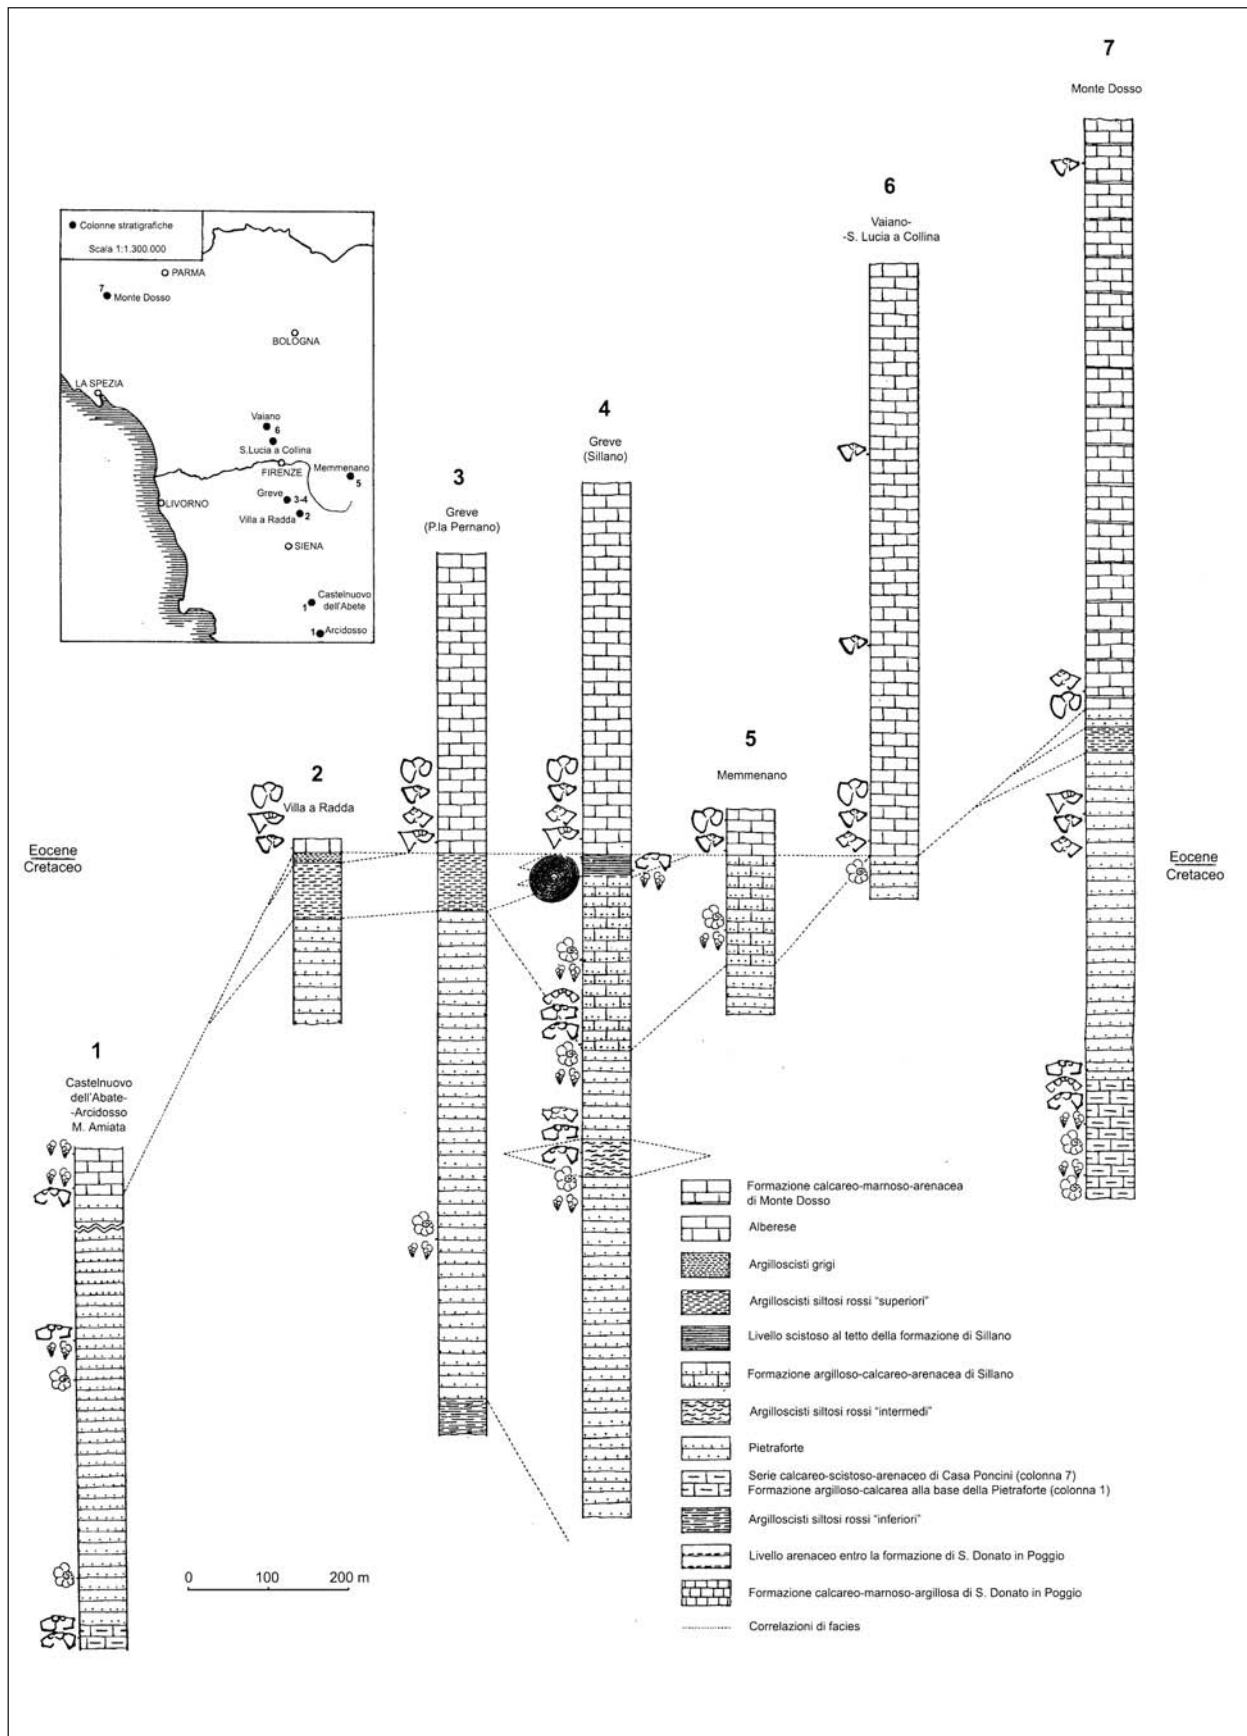 7
Monte Dosso
6
Vaiano-
-S. Lucia a Collina
Colonne stratigrafiche
Scala 1:1.300.000
PARMA
7
Monte Dosso
BOLOGNA
LA SPEZIA
Vaiano
6
S.Lucia a Collina
FIRENZE
Memmenano
5
Greve
3-4
LIVORNO
Villa a Radda
2
SIENA
Castelnuovo
dell'Abete
1
1
Arcidosso
4
Greve
(Sillano)
3
Greve
(P.la Pernano)
5
Memmenano
2
Villa a Radda
Eocene
Cretaceo
Eocene
Cretaceo
1
Castelnuovo
dell'Abate-
-Arcidosso
M. Amiata
Formazione calcareo-marnoso-arenacea
di Monte Dosso
Alberese
Argilloscisti grigi
Argilloscisti siltosi rossi "superiori"
Livello scistoso al tetto della formazione di Sillano
Formazione argilloso-calcareo-arenacea di Sillano
Argilloscisti siltosi rossi "intermedi"
Pietraforte
Serie calcareo-scistoso-arenaceo di Casa Poncini (colonna 7)
Formazione argilloso-calcarea alla base della Pietraforte (colonna 1)
Argilloscisti siltosi rossi "inferiori"
Livello arenaceo entro la formazione di S. Donato in Poggio
Formazione calcareo-marnoso-argillosa di S. Donato in Poggio
Correlazioni di facies
0 100 200 m